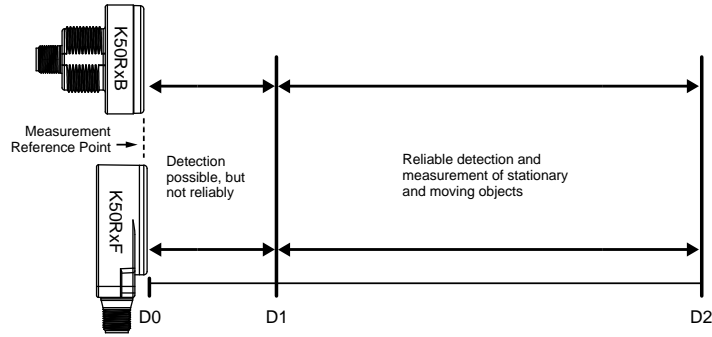 K50RxB
Measurement
Reference Point
Detection
possible, but
not reliably
Reliable detection and
measurement of stationary
and moving objects
K50RxF
D0
D1
D2